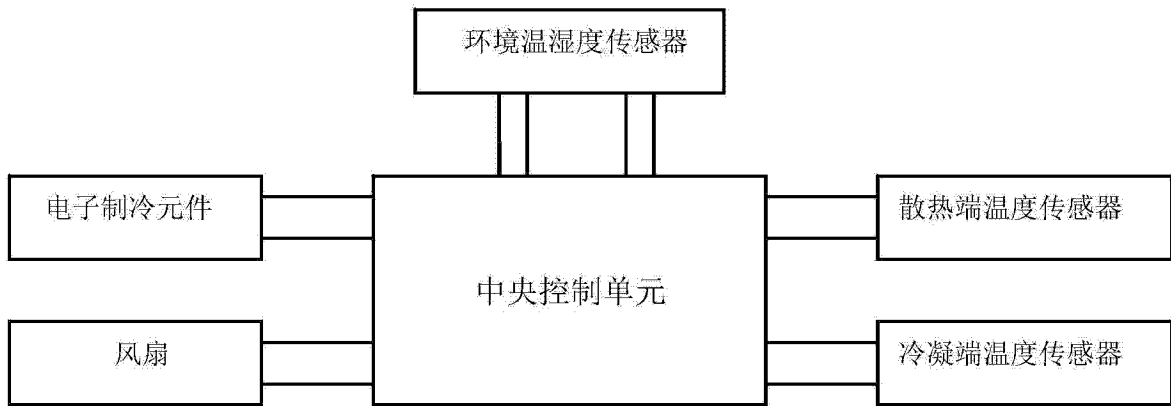 环境温湿度传感器
电子制冷元件
散热端温度传感器
中央控制单元
风扇
冷凝端温度传感器